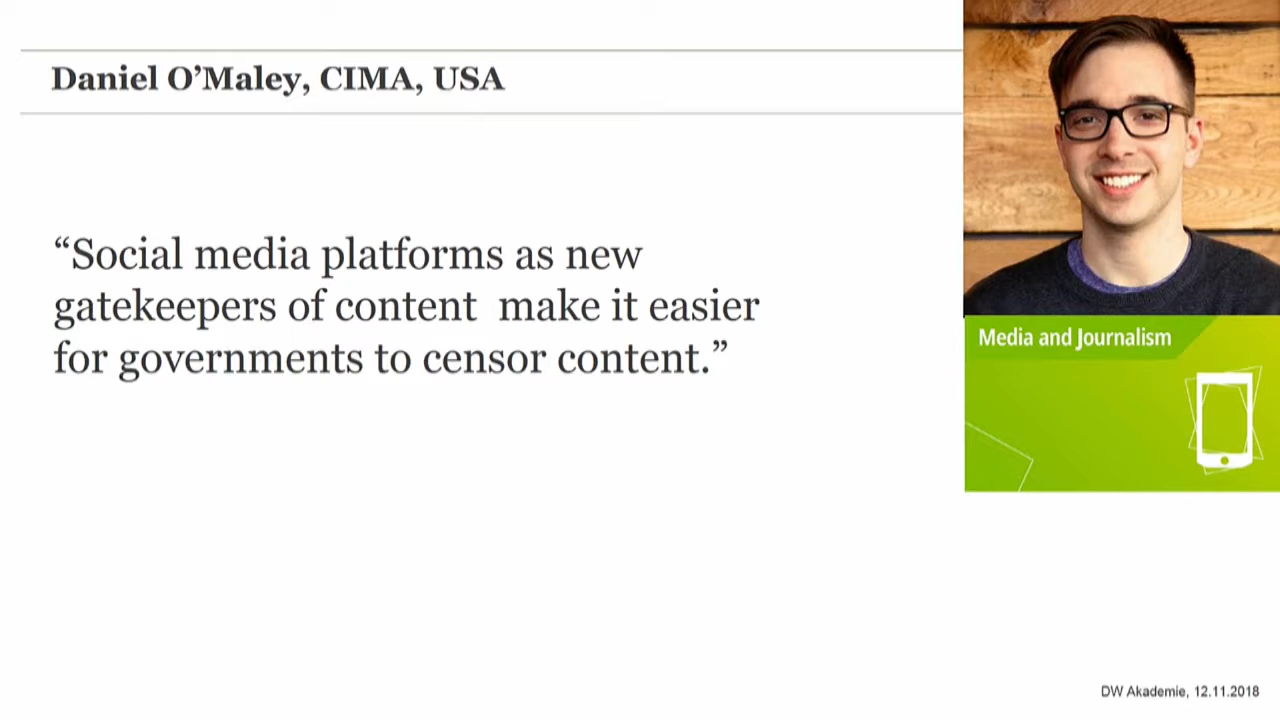 Daniel O’Maley, CIMA, USA
“Social media platforms as new
gatekeepers of content  make it easier
for governments to censor content.”
Media and Journalism
DW Akademie, 12.11.2018